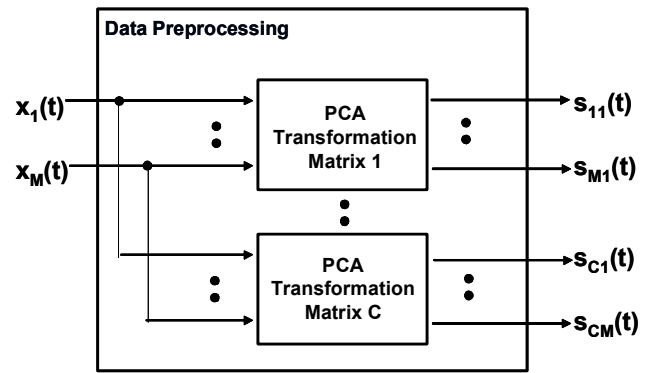 Data Preprocessing
x1(t)
xM(t)
PCA
Transformation
Matrix 1
s11(t)
sM1(t)
PCA
Transformation
Matrix C
sC1(t)
sCM(t)